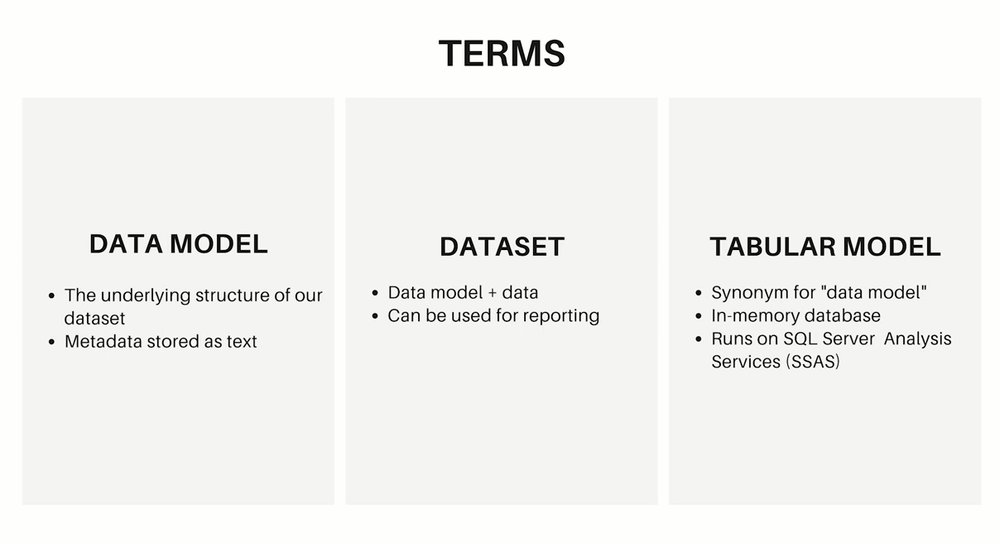 TERMS
DATA MODEL
• The underlying structure of our
dataset
• Metadata stored as text
DATASET
• Data model + data
• Can be used for reporting
TABULAR MODEL
• Synonym for "data model"
• In-memory database
• Runs on SQL Server  Analysis
Services (SSAS)